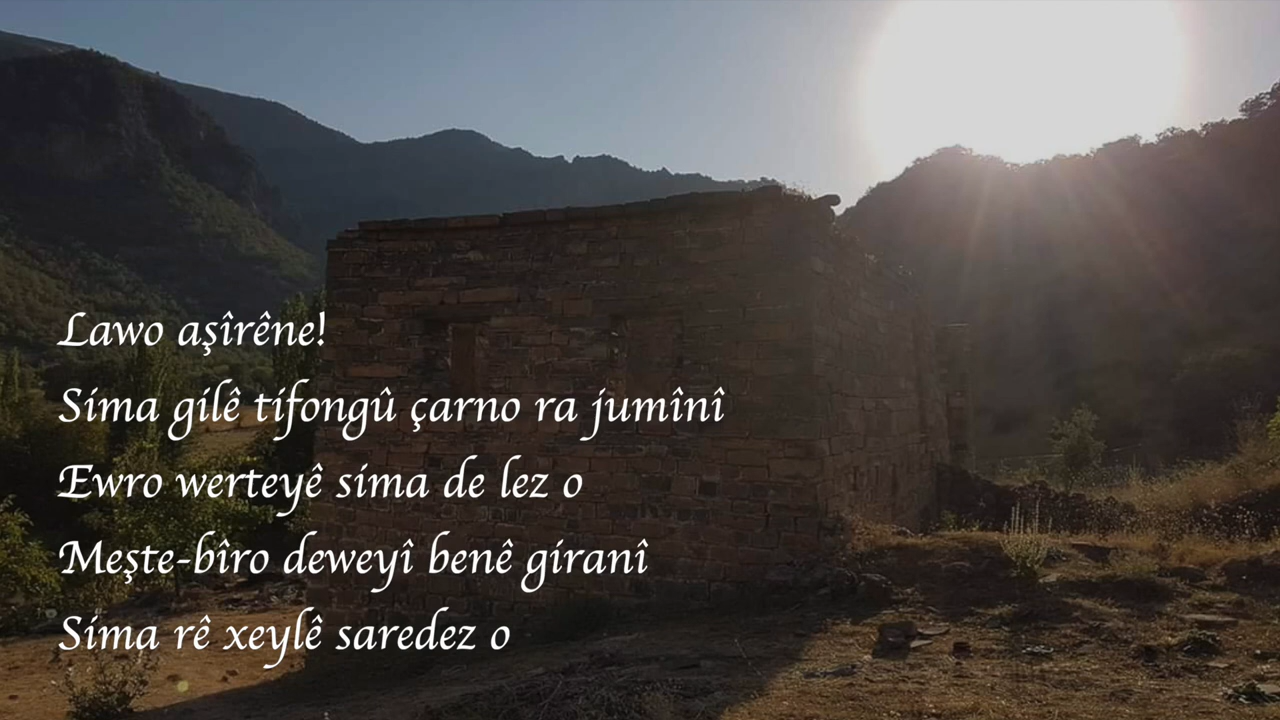 Lawo aşîrêne!
Sima gilê tifongû çarno ra jumînî
Ewro werteyê sima de lez o
Meşte-bîro deweyî benê giranî
Sima rê xeylê saredez o